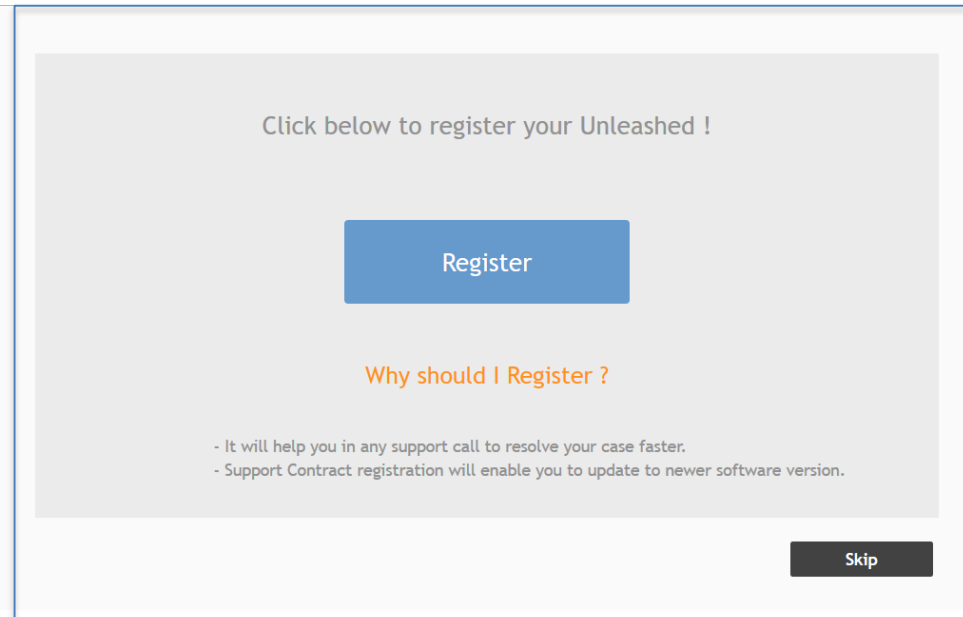 Click below to register your Unleashed !
Register
Why should I Register ?
- It will help you in any support call to resolve your case faster.
- Support Contract registration will enable you to update to newer software version.
Skip